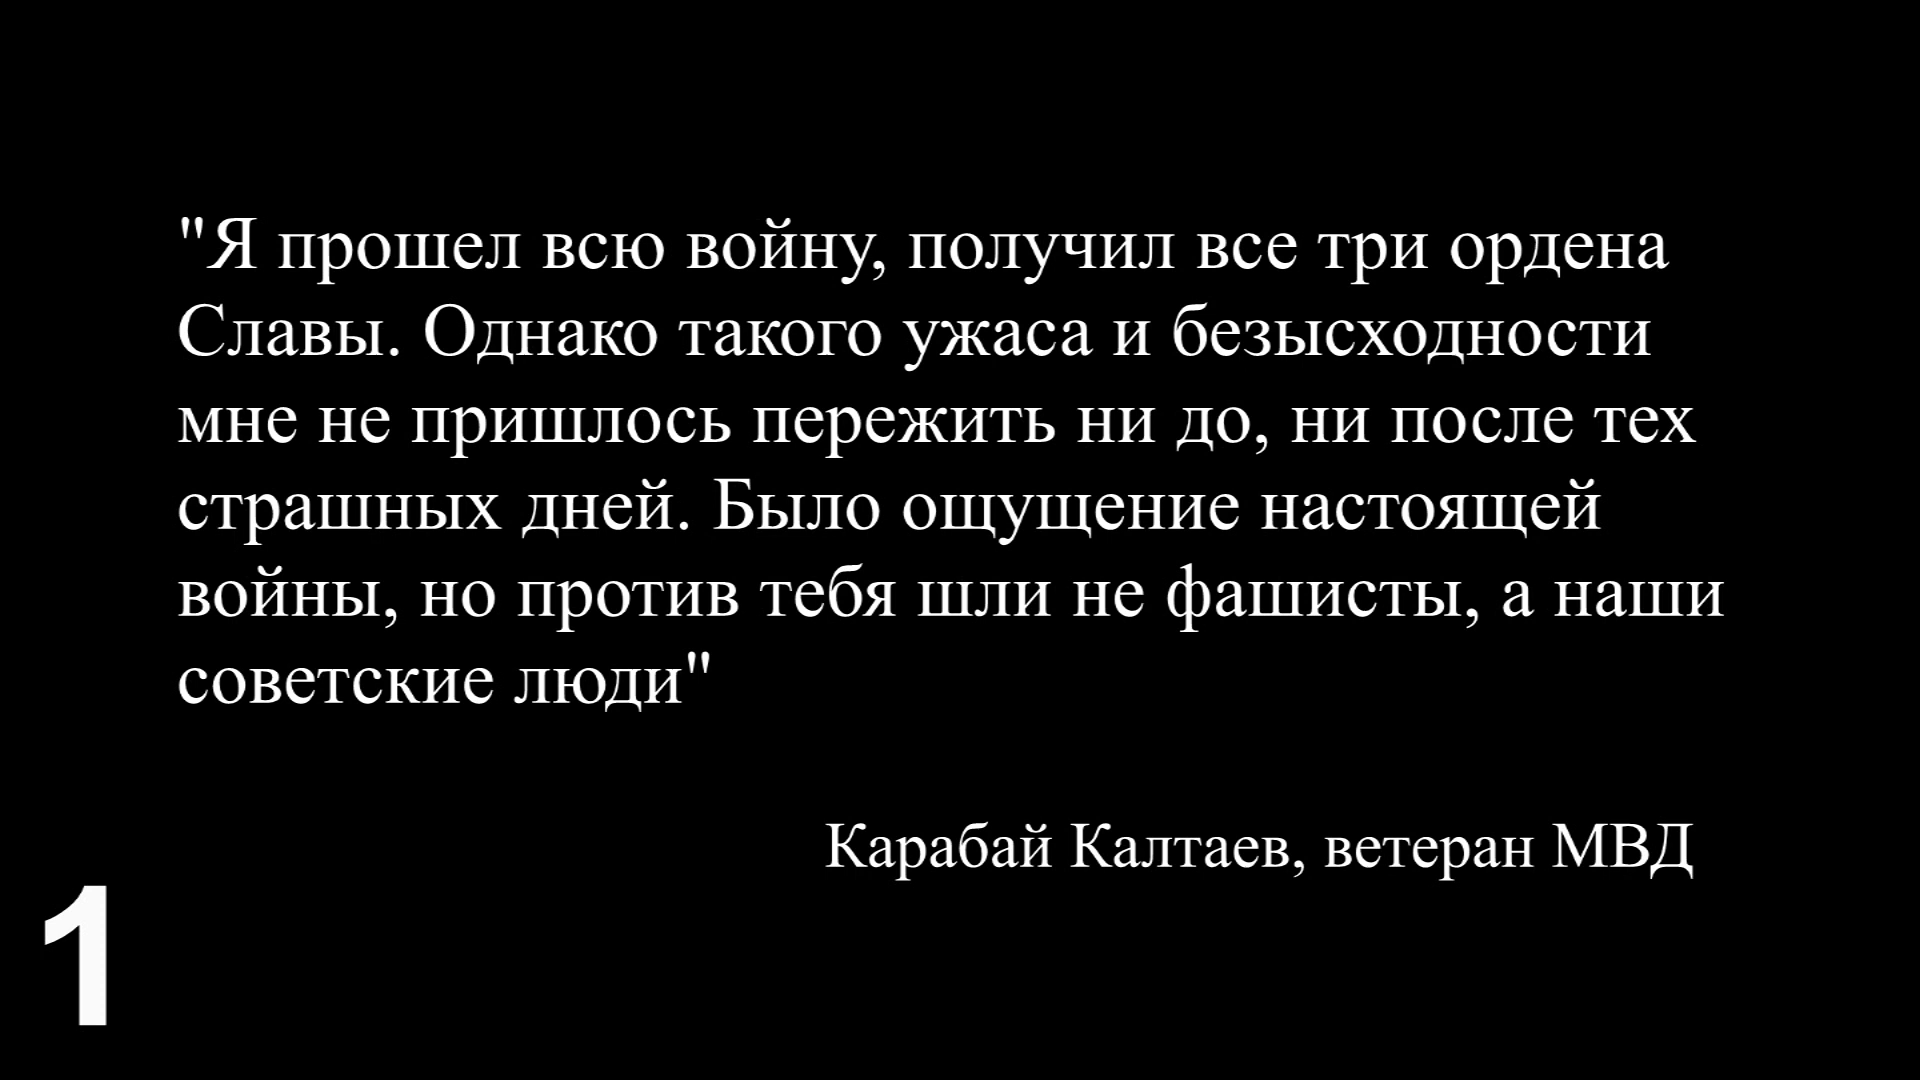 "Я прошел всю войну, получил все три ордена
Славы. Однако такого ужаса и безысходности
мне не пришлось пережить ни до, ни после тех
страшных дней. Было ощущение настоящей
войны, но против тебя шли не фашисты, а наши
советские люди"
Карабай Калтаев, ветеран МВД
1